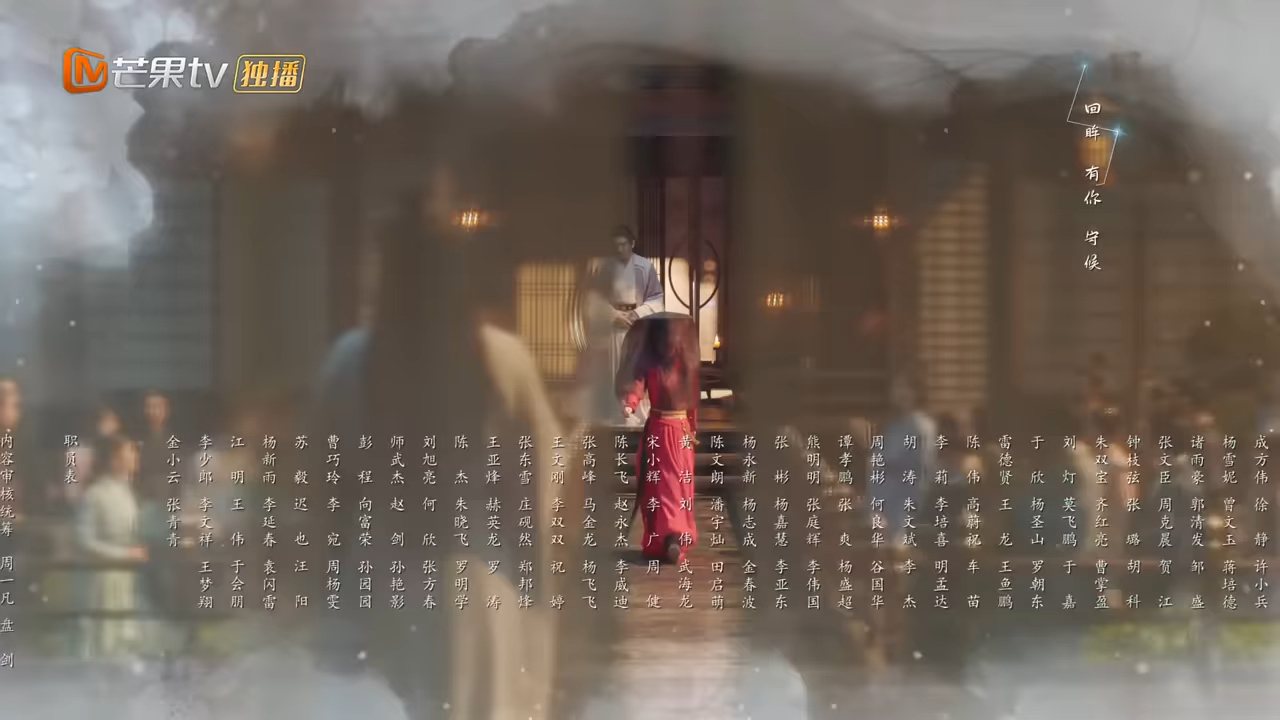 芒果tv 独播
回眸 有你 守候
成方伟 徐静 许小兵
杨雪妮 曾文玉 蒋培德
诸雨豪 郭清发 邹盛
张文臣 周克晨 贺江
钟枝弦 张璐 胡科
朱双宝 齐红亮 曹掌盈
刘灯 莫飞鹏 于嘉
于欣 杨圣山 罗朝东
雷德贤 王龙 王鱼鹏
陈伟 高蔚祝 车苗
李莉 李培喜 明孟达
胡涛 朱文斌 李杰
周艳彬 何良华 谷国华
谭孝鹏 张爽 杨盛超
熊明明 张庭辉 李伟国
张彬 杨嘉慧 李亚东
杨永新 杨志成 金春波
陈文朗 潘宇灿 田启萌
黄洁 刘伟 武海龙
宋小辉 李广 周健
陈长飞 赵永杰 李威迪
张高峰 马金龙 杨飞飞
王文刚 李双双 祝婷
张东雪 庄砚然 郑邦烽
王亚烽 赫英龙 罗涛
陈杰 朱晓飞 罗明学
刘旭亮 何欣 张方春
师武杰 赵剑 孙艳影
彭程 向富荣 孙园园
曹巧玲 李宛 周杨雯
苏毅 迟也 汪阳
杨新雨 李延春 袁闪雷
江明 王伟 于会朋
李少郎 李文祥 王梦翔
金小云 张青青
职员表
内容审核统筹 周一凡 盘剑